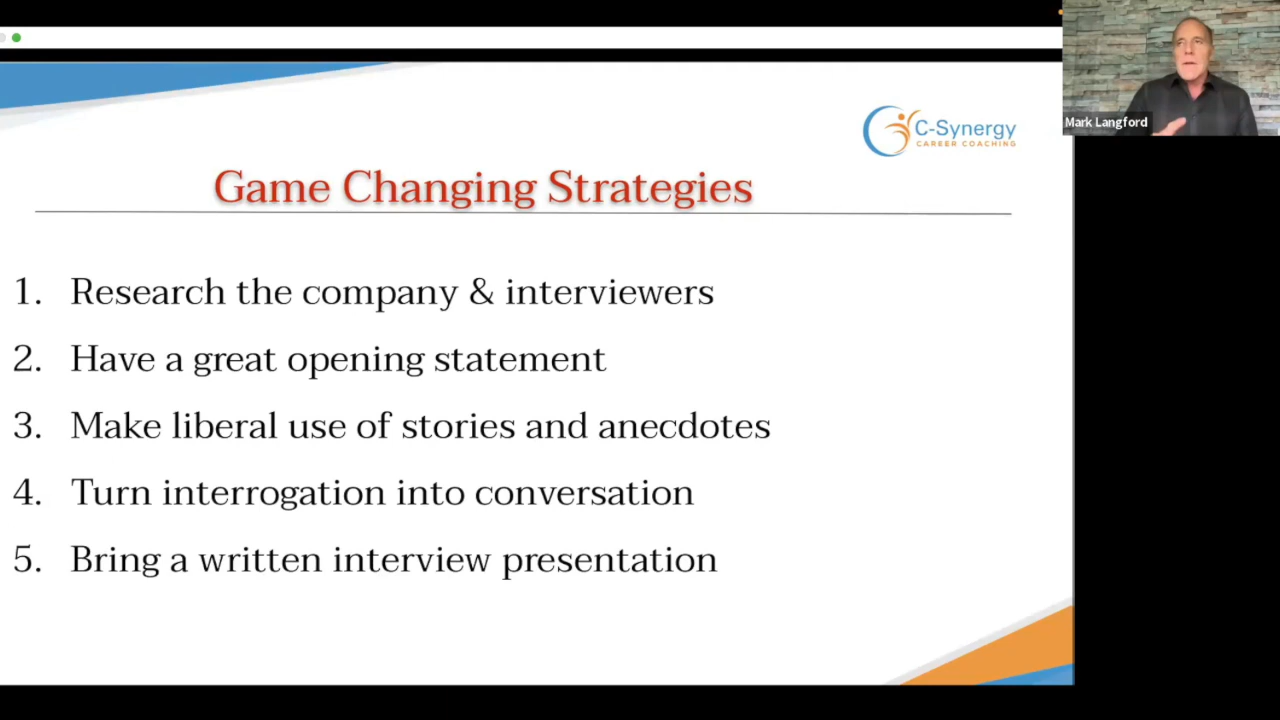 C-Synergy
CAREER COACHING
Mark Langford
Game Changing Strategies
1. Research the company & interviewers
2. Have a great opening statement
3. Make liberal use of stories and anecdotes
4. Turn interrogation into conversation
5. Bring a written interview presentation